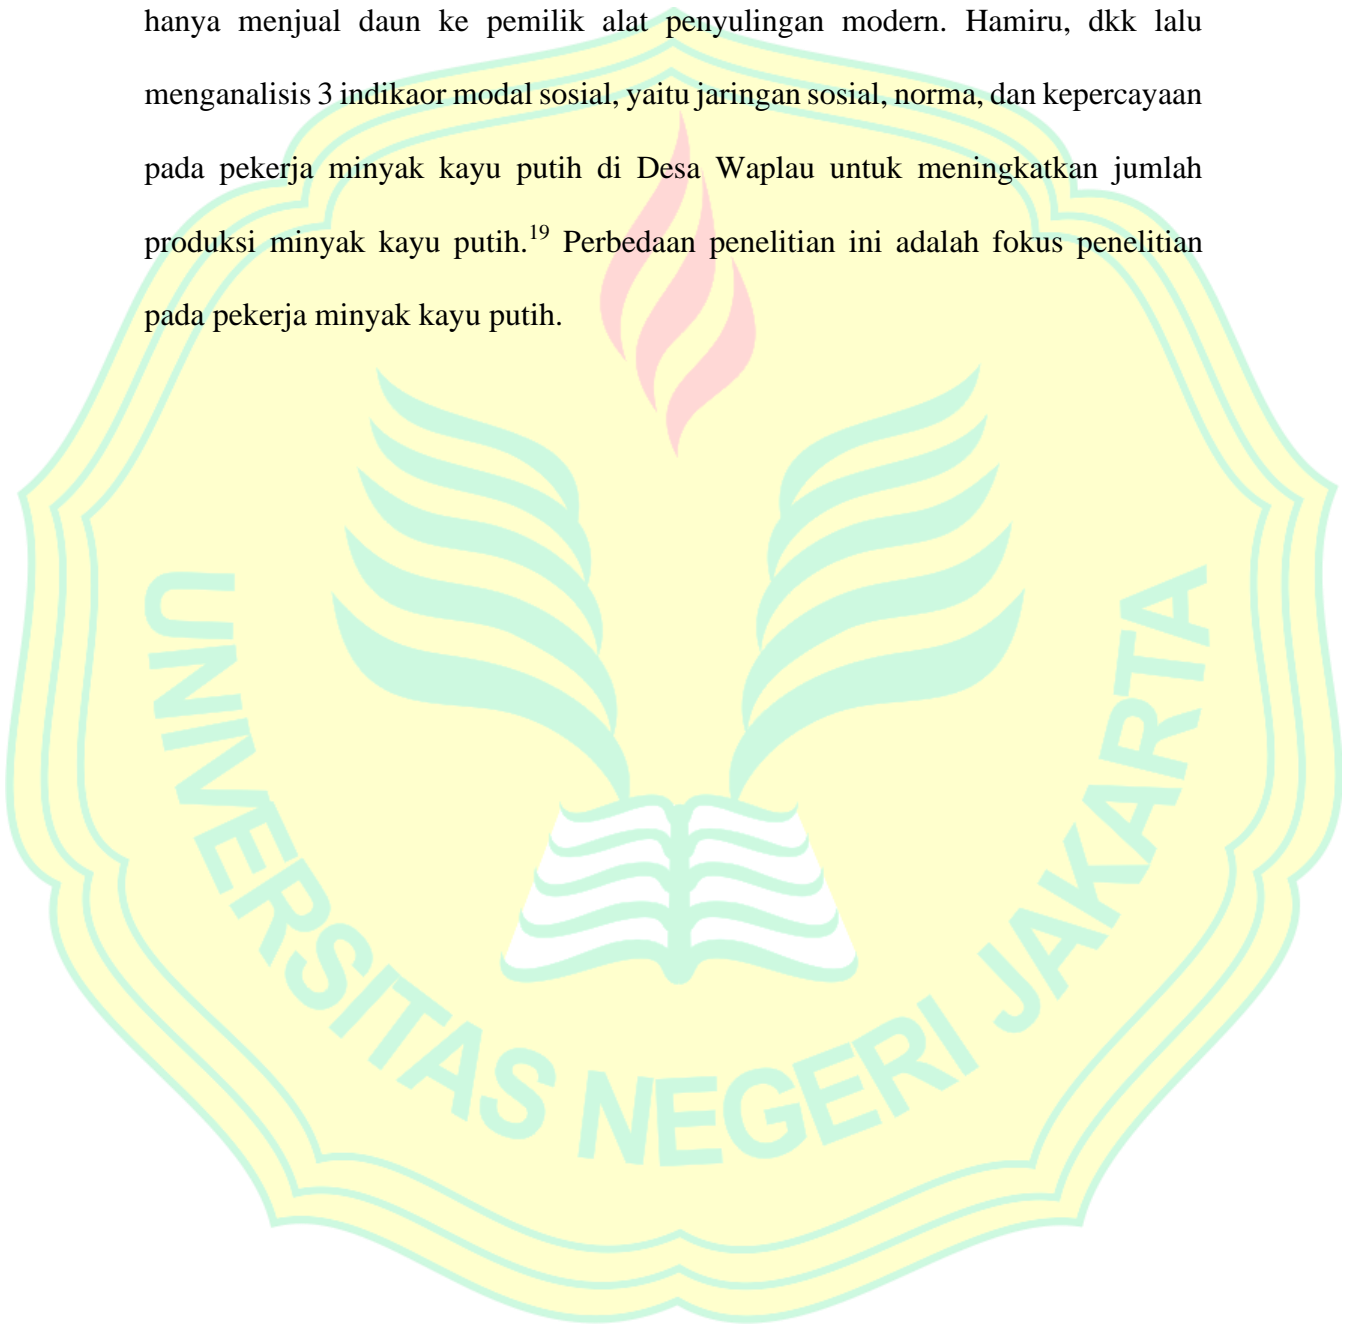 hanya menjual daun ke pemilik alat penyulingan modern. Hamiru, dkk lalu
menganalisis 3 indikaor modal sosial, yaitu jaringan sosial, norma, dan kepercayaan
pada pekerja minyak kayu putih di Desa Waplau untuk meningkatkan jumlah
produksi minyak kayu putih.19 Perbedaan penelitian ini adalah fokus penelitian
pada pekerja minyak kayu putih.
UNIVERSITAS NEGERI JAKARTA